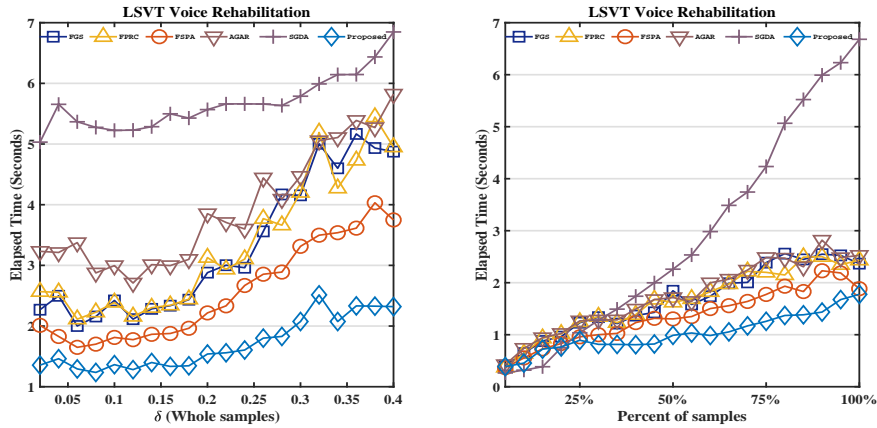 LSVT Voice Rehabilitation
FGS FPRC FSPA AGAR SGDA Proposed
Elapsed Time (Seconds)
7
6
5
4
3
2
1
0.05 0.1 0.15 0.2 0.25 0.3 0.35 0.4
δ (Whole samples)
LSVT Voice Rehabilitation
FGS FPRC FSPA AGAR SGDA Proposed
Elapsed Time (Seconds)
7
6
5
4
3
2
1
0
25% 50% 75% 100%
Percent of samples